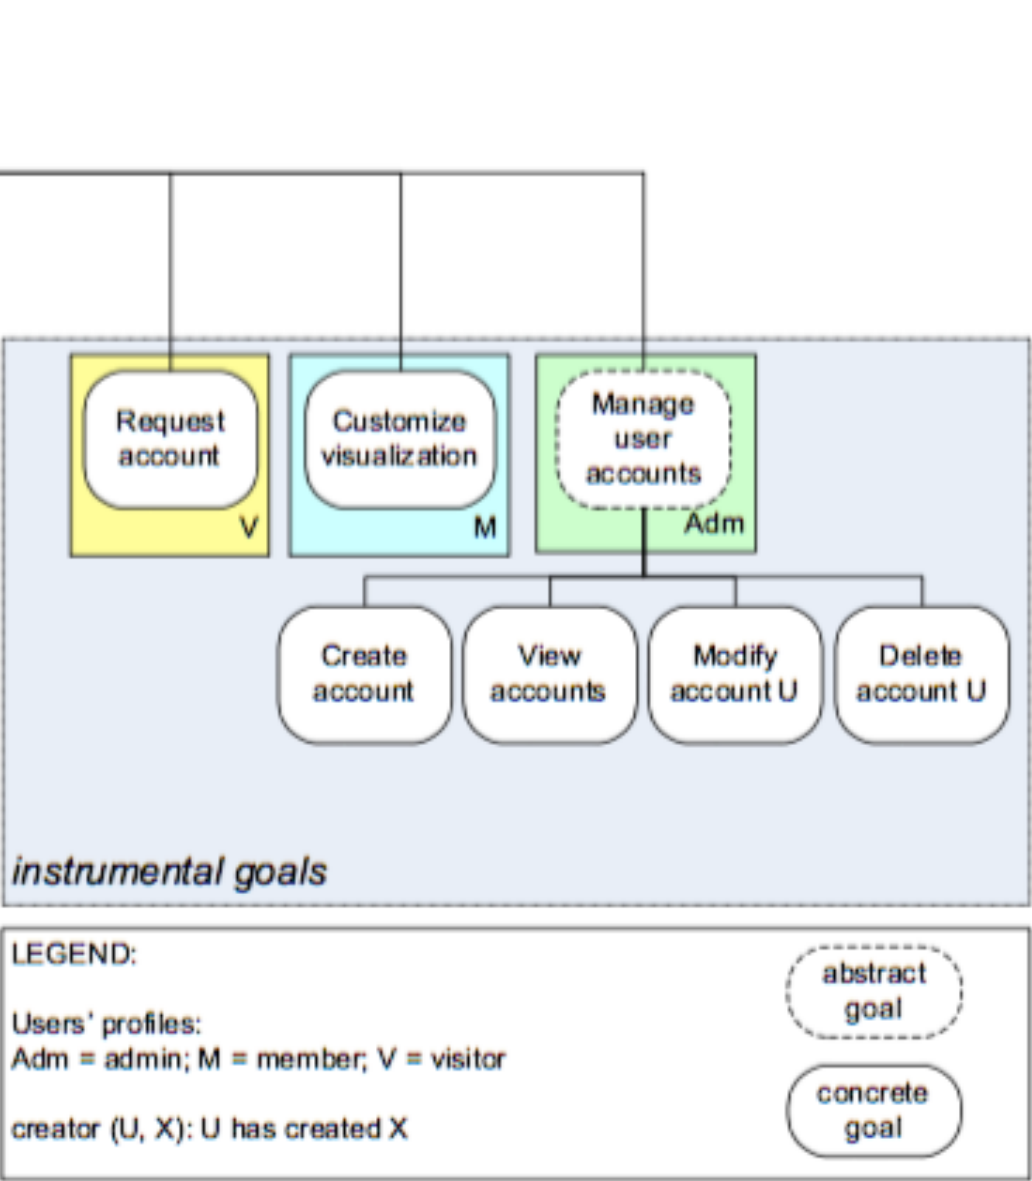 Request
account
V
Customize
visualization
M
Manage
user
accounts
Adm
Create
account
View
accounts
Modify
account U
Delete
account U
instrumental goals
LEGEND:
Users' profiles:
Adm = admin; M = member; V = visitor
creator (U, X): U has created X
abstract
goal
concrete
goal